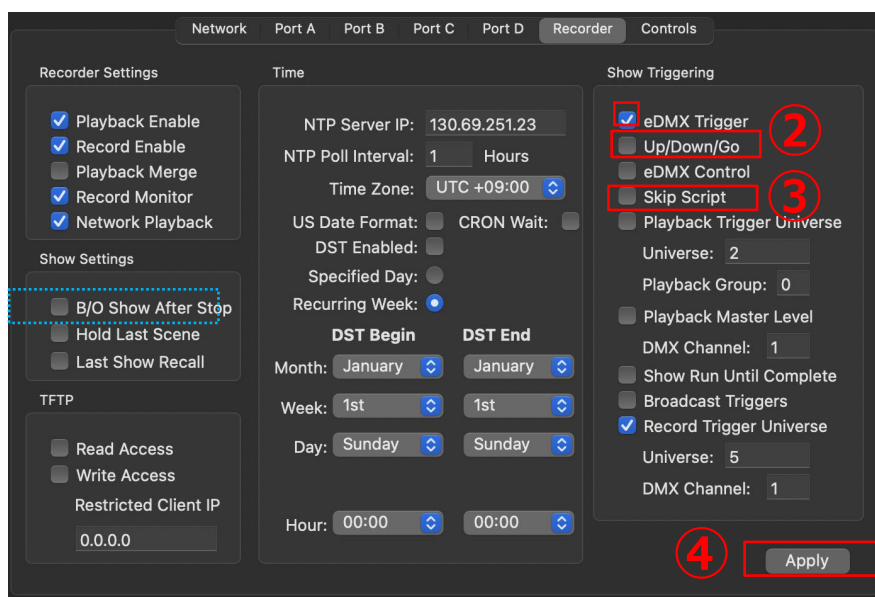 Network Port A Port B Port C Port D Recorder Controls
Recorder Settings
Playback Enable
Record Enable
Playback Merge
Record Monitor
Network Playback
Show Settings
B/O Show After Stop
Hold Last Scene
Last Show Recall
TFTP
Read Access
Write Access
Restricted Client IP
0.0.0.0
Time
NTP Server IP: 130.69.251.23
NTP Poll Interval: 1 Hours
Time Zone: UTC +09:00
US Date Format: CRON Wait:
DST Enabled:
Specified Day:
Recurring Week:
DST Begin DST End
Month: January January
Week: 1st 1st
Day: Sunday Sunday
Hour: 00:00 00:00
Show Triggering
eDMX Trigger
②
Up/Down/Go
eDMX Control
Skip Script
③
Playback Trigger Universe
Universe: 2
Playback Group: 0
Playback Master Level
DMX Channel: 1
Show Run Until Complete
Broadcast Triggers
Record Trigger Universe
Universe: 5
DMX Channel: 1
④ Apply